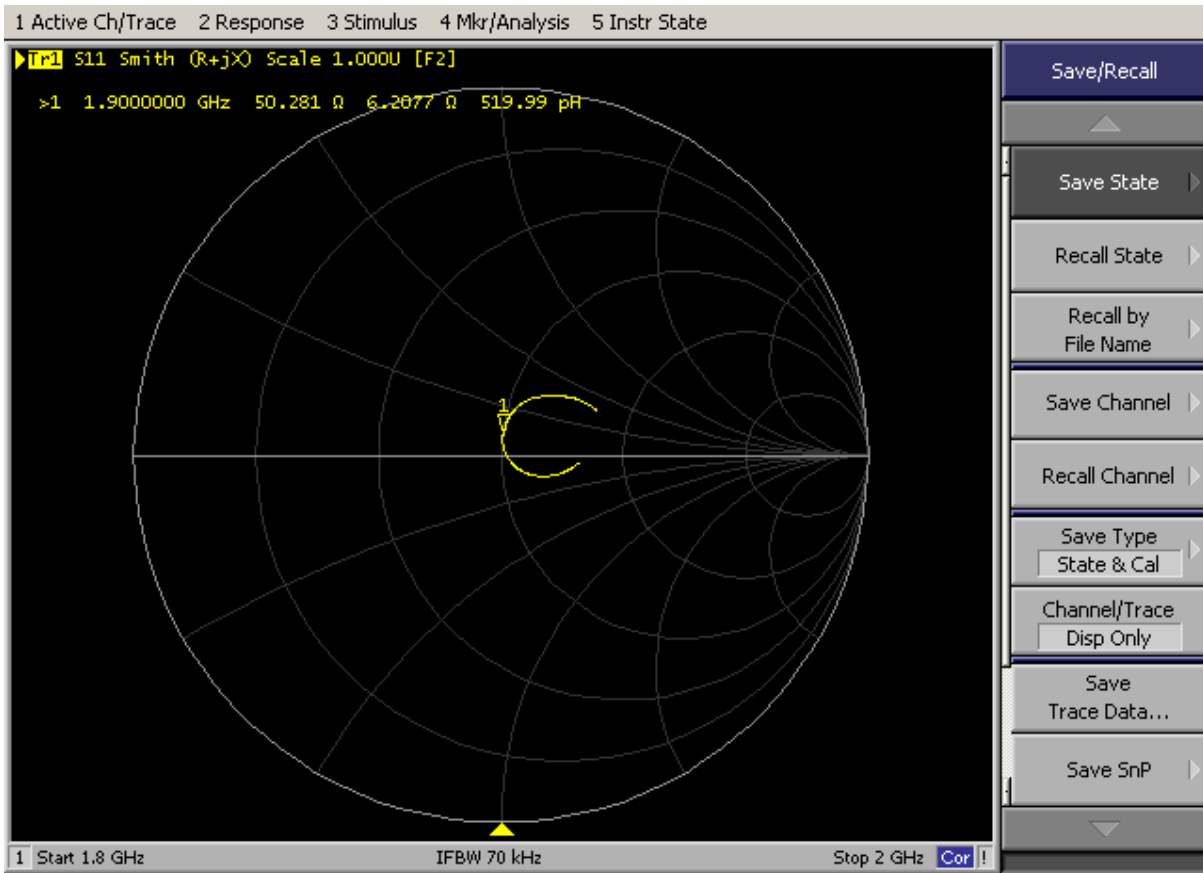 1 Active Ch/Trace 2 Response 3 Stimulus 4 Mkr/Analysis 5 Instr State
Tr1 S11 Smith (R+jX) Scale 1.000U [F2]
>1 1.9000000 GHz 50.281 Ω 6.2077 Ω 519.99 pH
1
Save/Recall
Save State
Recall State
Recall by
File Name
Save Channel
Recall Channel
Save Type
State & Cal
Channel/Trace
Disp Only
Save
Trace Data...
Save SnP
1 Start 1.8 GHz IFBW 70 kHz Stop 2 GHz Cor !